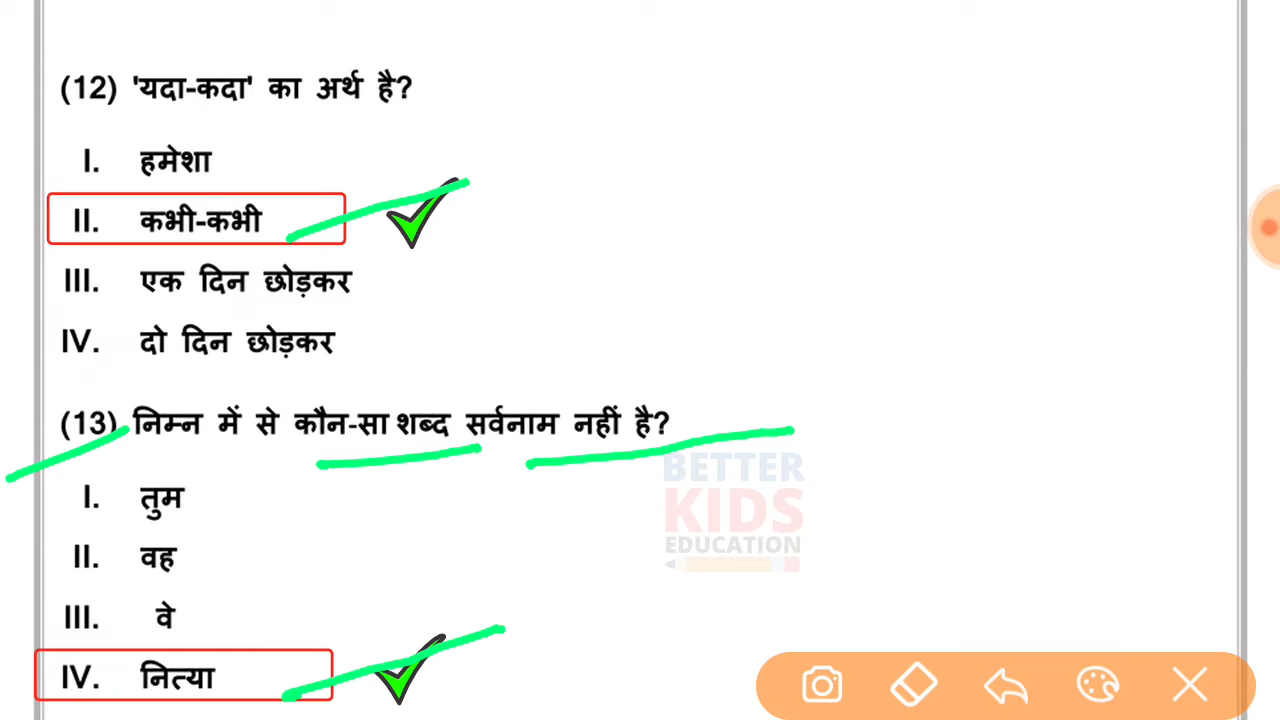 (12) 'यदा-कदा' का अर्थ है?
I. हमेशा
II. कभी-कभी
III. एक दिन छोड़कर
IV. दो दिन छोड़कर
(13) निम्न में से कौन-सा शब्द सर्वनाम नहीं है?
BETTER
KIDS
EDUCATION
I. तुम
II. वह
III. वे
IV. नित्या